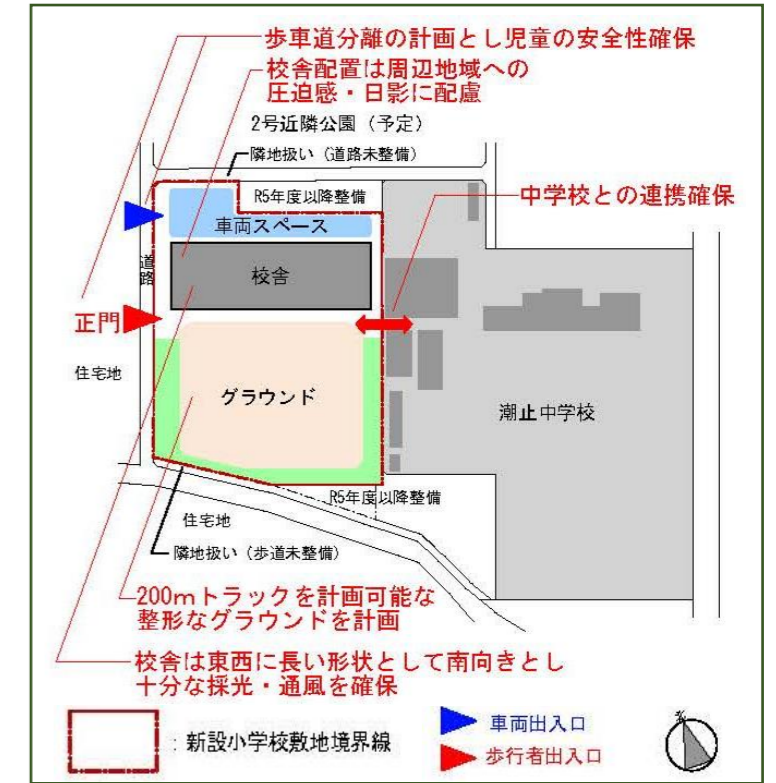 歩車道分離の計画とし児童の安全性確保
校舎配置は周辺地域への
圧迫感・日影に配慮
2号近隣公園（予定）
隣地扱い（道路未整備）
R5年度以降整備
中学校との連携確保
車両スペース
道路
校舎
正門
住宅地
グラウンド
潮止中学校
R5年度以降整備
住宅地
隣地扱い（歩道未整備）
200mトラックを計画可能な
整形なグラウンドを計画
校舎は東西に長い形状として南向きとし
十分な採光・通風を確保
：新設小学校敷地境界線
車両出入口
歩行者出入口